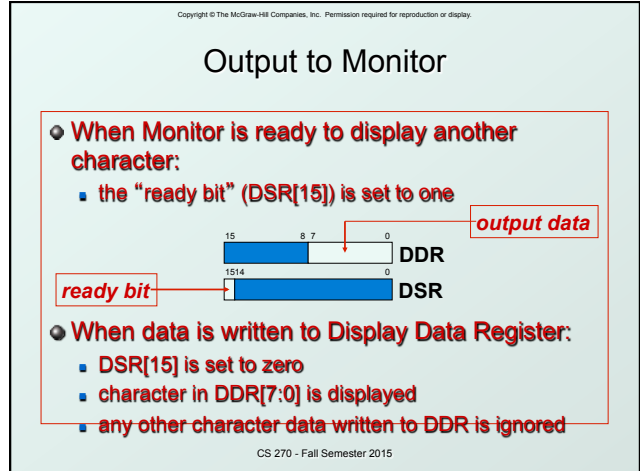 Copyright © The McGraw-Hill Companies, Inc. Permission required for reproduction or display.
Output to Monitor
When Monitor is ready to display another
character:
the “ready bit” (DSR[15]) is set to one
output data
15 8 7 0
DDR
1514 0
ready bit
DSR
When data is written to Display Data Register:
DSR[15] is set to zero
character in DDR[7:0] is displayed
any other character data written to DDR is ignored
CS 270 - Fall Semester 2015